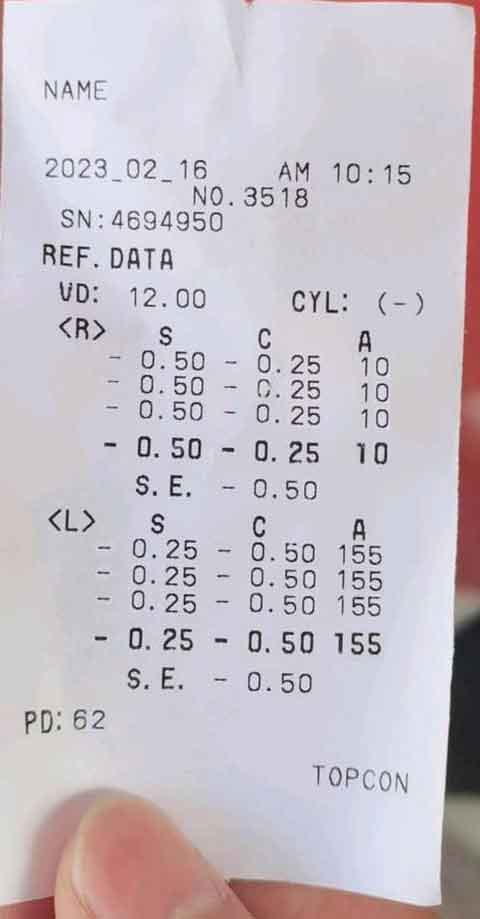 NAME
2023_02_16 AM 10:15
NO.3518
SN:4694950
REF.DATA
VD: 12.00 CYL: (-)
<R> S C A
- 0.50 - 0.25 10
- 0.50 - 0.25 10
- 0.50 - 0.25 10
- 0.50 - 0.25 10
S.E. - 0.50
<L> S C A
- 0.25 - 0.50 155
- 0.25 - 0.50 155
- 0.25 - 0.50 155
- 0.25 - 0.50 155
S.E. - 0.50
PD: 62
TOPCON